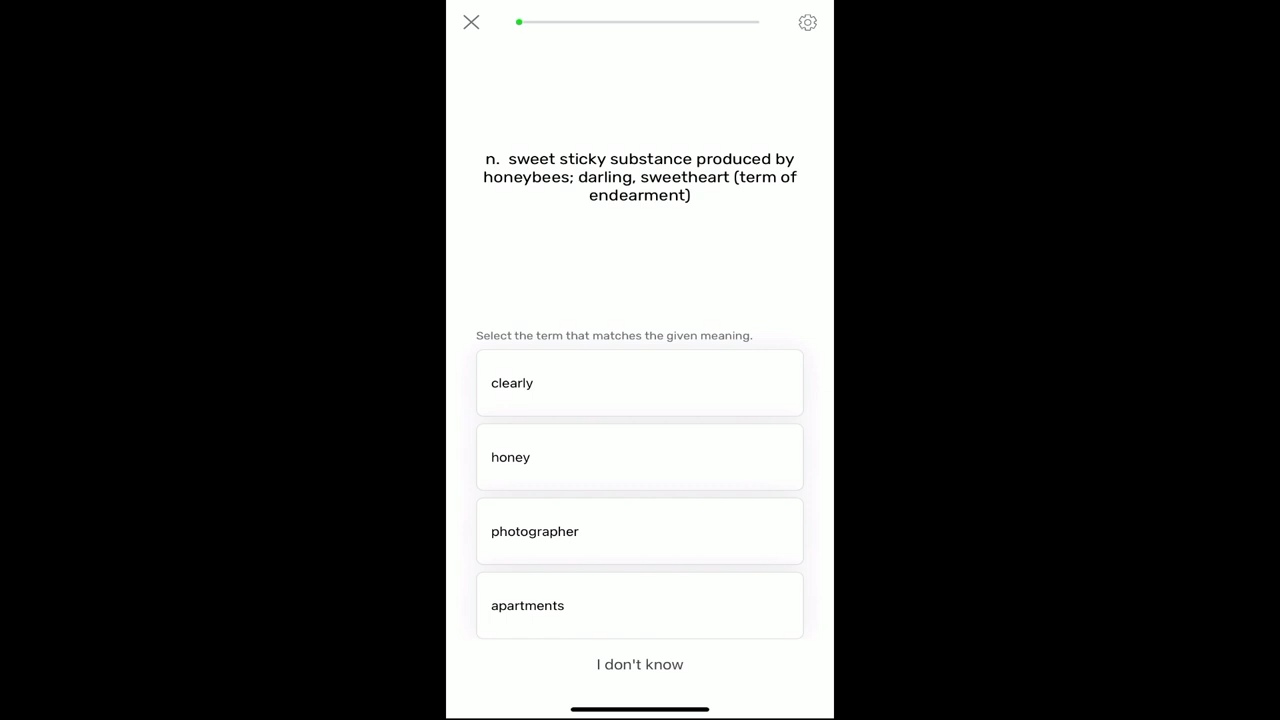 n. sweet sticky substance produced by
honeybees; darling, sweetheart (term of
endearment)
Select the term that matches the given meaning.
clearly
honey
photographer
apartments
I don't know